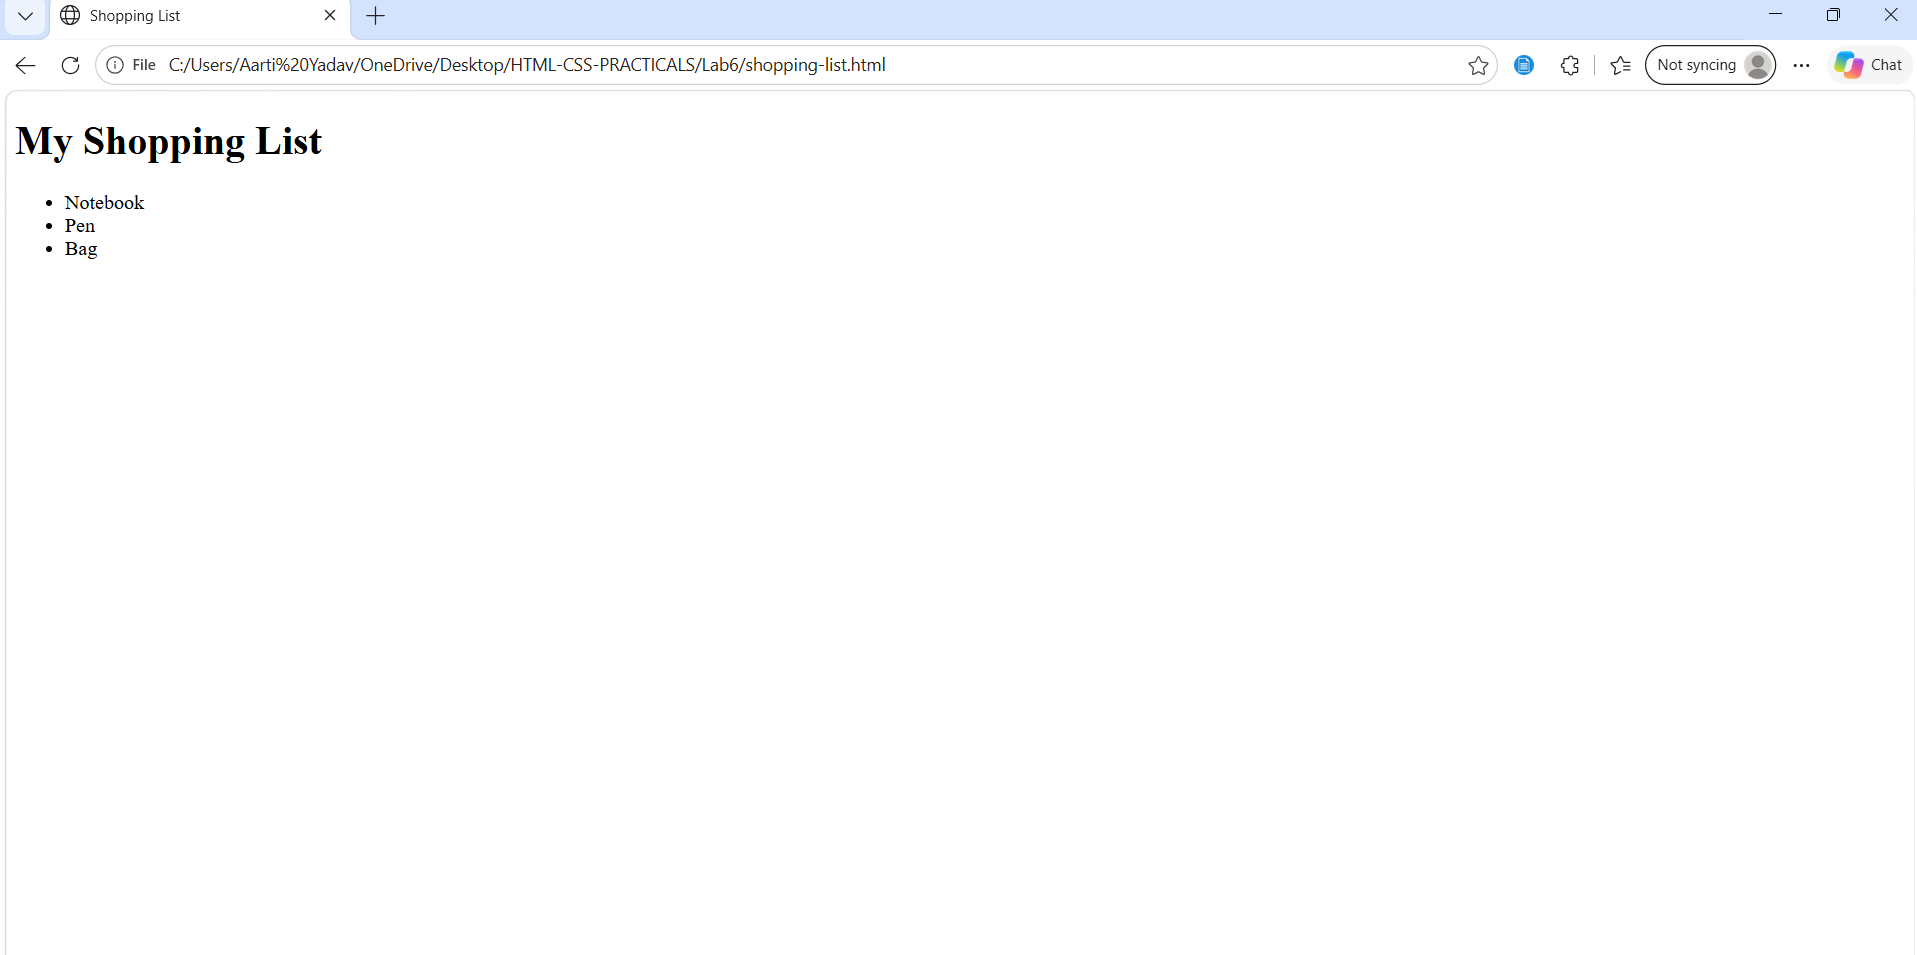 Shopping List
File C:/Users/Aarti%20Yadav/OneDrive/Desktop/HTML-CSS-PRACTICALS/Lab6/shopping-list.html
Not syncing
Chat
My Shopping List
Notebook
Pen
Bag